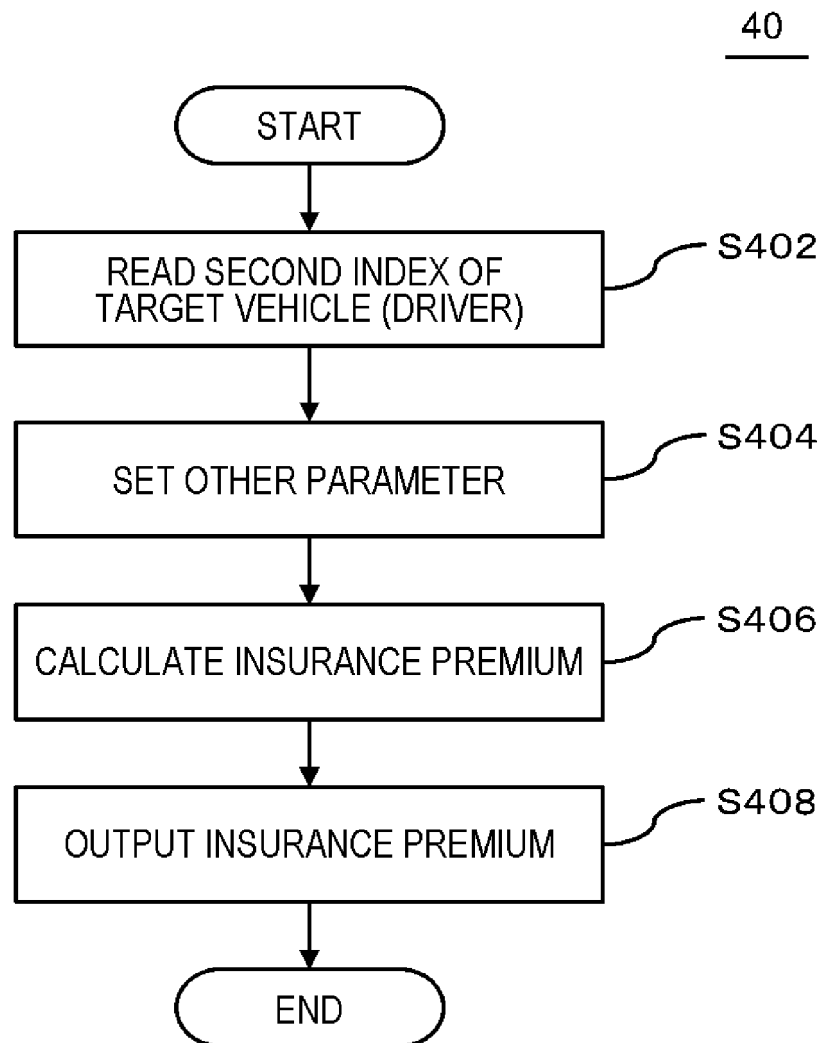 40
START
READ SECOND INDEX OF
TARGET VEHICLE (DRIVER)
S402
SET OTHER PARAMETER
S404
CALCULATE INSURANCE PREMIUM
S406
OUTPUT INSURANCE PREMIUM
S408
END